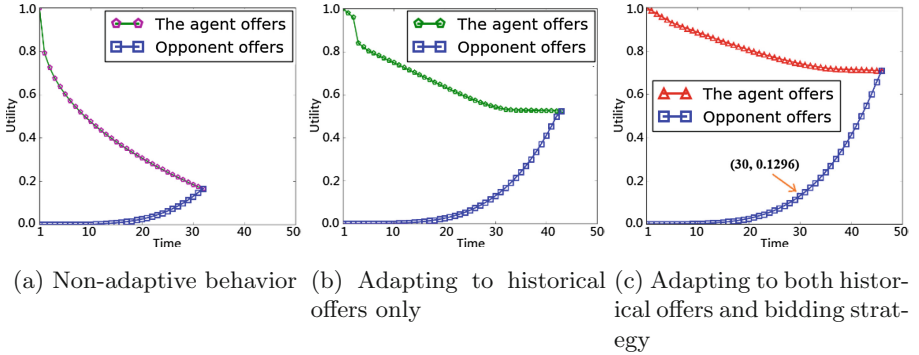 1.0
0.8
0.6
0.4
0.2
0.0
Utility
1 10 20 30 40 50
Time
The agent offers
Opponent offers
(a) Non-adaptive behavior
1.0
0.8
0.6
0.4
0.2
0.0
Utility
1 10 20 30 40 50
Time
The agent offers
Opponent offers
(b) Adapting to historical
offers only
1.0
0.8
0.6
0.4
0.2
0.0
Utility
1 10 20 30 40 50
Time
The agent offers
Opponent offers
(30, 0.1296)
(c) Adapting to both histor-
ical offers and bidding strat-
egy